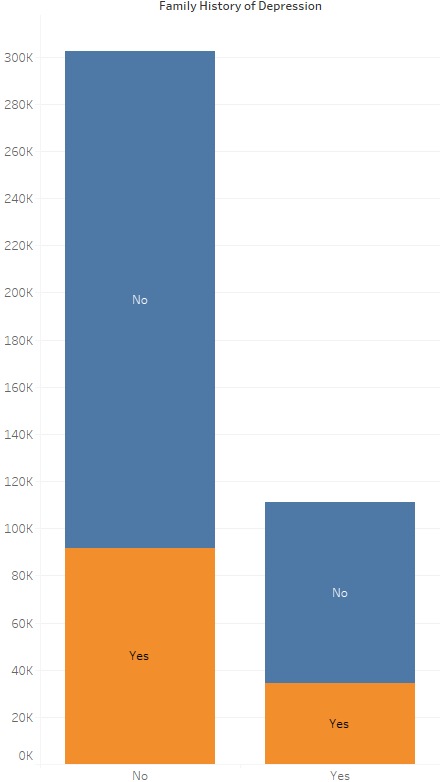 Family History of Depression
300K
280K
260K
240K
220K
200K
180K
160K
140K
120K
100K
80K
60K
40K
20K
0K
No
Yes
No
Yes
No
Yes